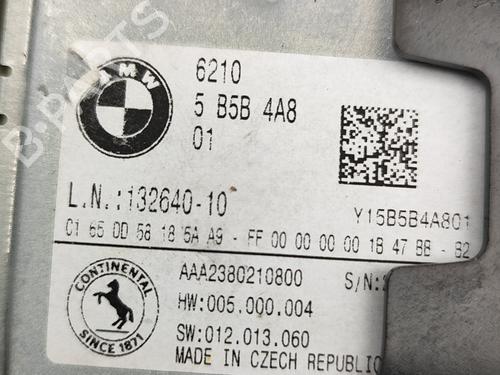 BMW
6210
5 B5B 4A8
01
L.N.:132640-10
Y15B5B4A801
01 65 0D 58 18 5A A9 - FF 00 00 00 00 1B 47 BB - B2
CONTINENTAL
SINCE 1871
AAA2380210800
S/N:
HW:005.000.004
SW:012.013.060
MADE IN CZECH REPUBLIC
B-PARTS